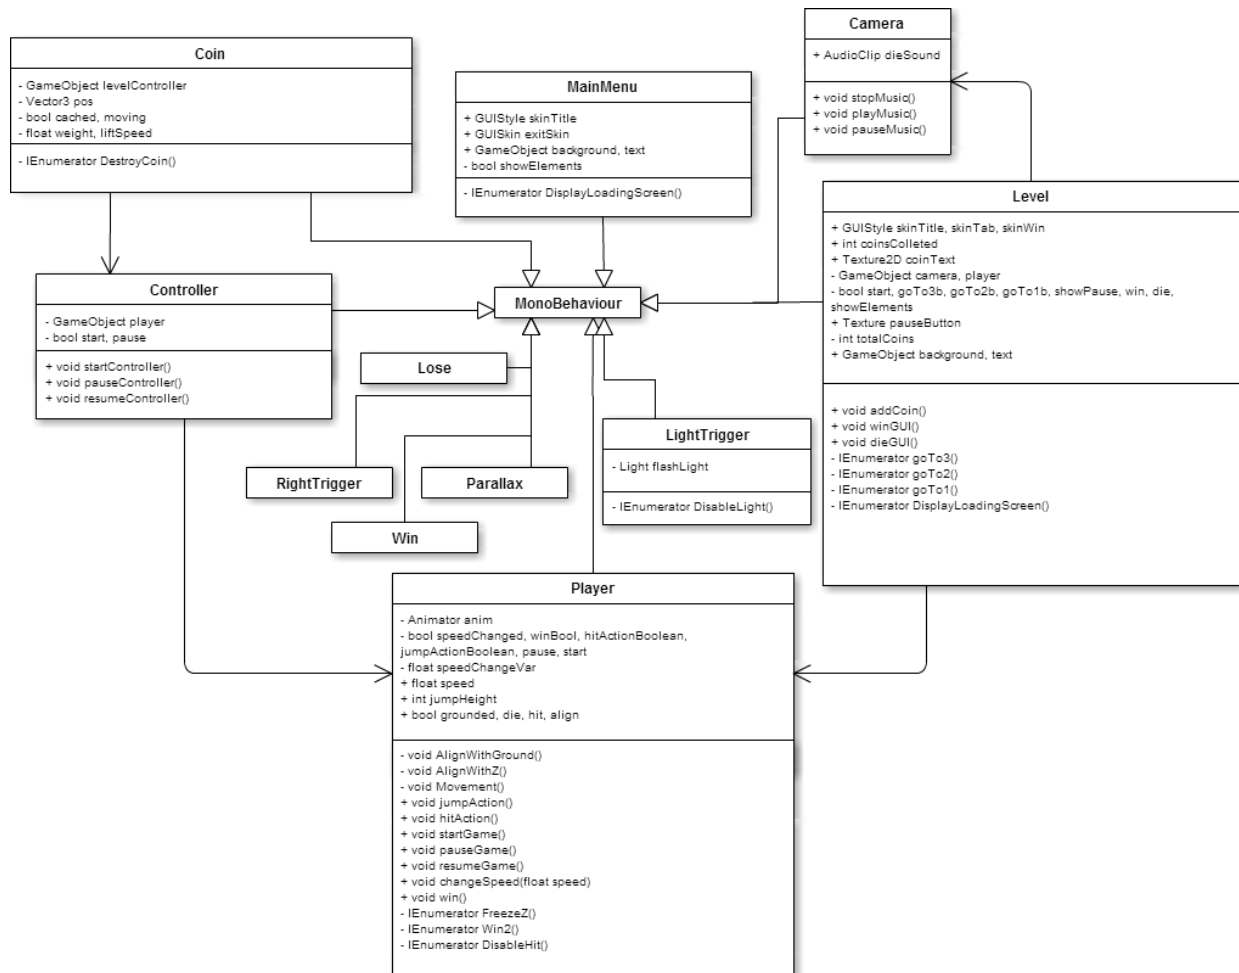 Coin
- GameObject levelController
- Vector3 pos
- bool cached, moving
- float weight, liftSpeed
- IEnumerator DestroyCoin()
MainMenu
+ GUIStyle skinTitle
+ GUISkin exitSkin
+ GameObject background, text
- bool showElements
- IEnumerator DisplayLoadingScreen()
Camera
+ AudioClip dieSound
+ void stopMusic()
+ void playMusic()
+ void pauseMusic()
Level
+ GUIStyle skinTitle, skinTab, skinWin
+ int coinsColleted
+ Texture2D coinText
- GameObject camera, player
- bool start, goTo3b, goTo2b, goTo1b, showPause, win, die,
showElements
+ Texture pauseButton
- int totalCoins
+ GameObject background, text
+ void addCoin()
+ void winGUI()
+ void dieGUI()
- IEnumerator goTo3()
- IEnumerator goTo2()
- IEnumerator goTo1()
- IEnumerator DisplayLoadingScreen()
Controller
- GameObject player
- bool start, pause
+ void startController()
+ void pauseController()
+ void resumeController()
MonoBehaviour
Lose
RightTrigger
Parallax
Win
LightTrigger
- Light flashLight
- IEnumerator DisableLight()
Player
- Animator anim
- bool speedChanged, winBool, hitActionBoolean,
jumpActionBoolean, pause, start
- float speedChangeVar
+ float speed
+ int jumpHeight
+ bool grounded, die, hit, align
- void AlignWithGround()
- void AlignWithZ()
- void Movement()
+ void jumpAction()
+ void hitAction()
+ void startGame()
+ void pauseGame()
+ void resumeGame()
+ void changeSpeed(float speed)
+ void win()
- IEnumerator FreezeZ()
- IEnumerator Win2()
- IEnumerator DisableHit()